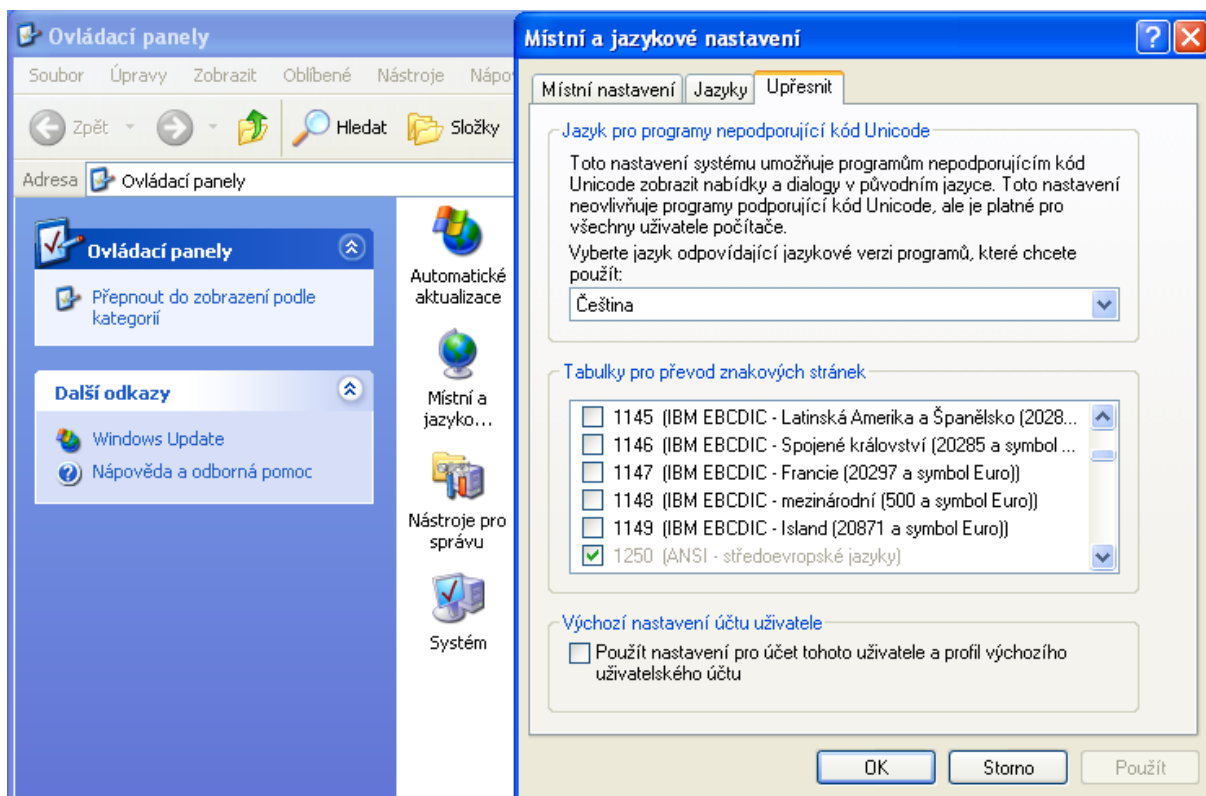 Ovládací panely
Soubor Úpravy Zobrazit Oblíbené Nástroje
Zpět Hledat Složky
Adresa Ovládací panely
Ovládací panely
Přepnout do zobrazení podle
kategorií
Další odkazy
Windows Update
Nápověda a odborná pomoc
Automatické
aktualizace
Místní a
jazyko...
Nástroje pro
správu
Systém
Místní a jazykové nastavení
Místní nastavení Jazyky Upřesnit
Jazyk pro programy nepodporující kód Unicode
Toto nastavení systému umožňuje programům nepodporujícím kód
Unicode zobrazit nabídky a dialogy v původním jazyce. Toto nastavení
neovlivňuje programy podporující kód Unicode, ale je platné pro
všechny uživatele počítače.
Vyberte jazyk odpovídající jazykové verzi programů, které chcete
použít:
Čeština
Tabulky pro převod znakových stránek
1145 (IBM EBCDIC - Latinská Amerika a Španělsko (2028...
1146 (IBM EBCDIC - Spojené království (20285 a symbol ...
1147 (IBM EBCDIC - Francie (20297 a symbol Euro))
1148 (IBM EBCDIC - mezinárodní (500 a symbol Euro))
1149 (IBM EBCDIC - Island (20871 a symbol Euro))
1250 (ANSI - středoevropské jazyky)
Výchozí nastavení účtu uživatele
Použít nastavení pro účet tohoto uživatele a profil výchozího
uživatelského účtu
OK Storno Použít